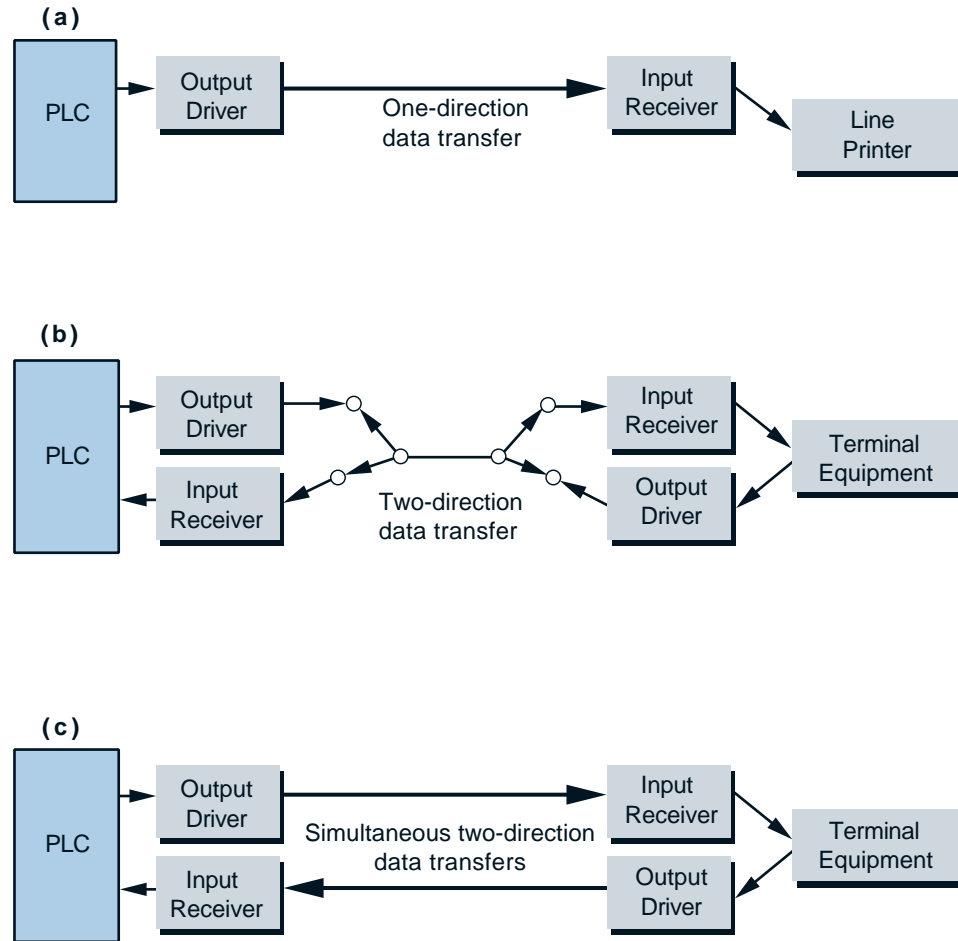 (a)
PLC
Output
Driver
One-direction
data transfer
Input
Receiver
Line
Printer
(b)
PLC
Output
Driver
Input
Receiver
Two-direction
data transfer
Input
Receiver
Output
Driver
Terminal
Equipment
(c)
PLC
Output
Driver
Input
Receiver
Simultaneous two-direction
data transfers
Input
Receiver
Output
Driver
Terminal
Equipment